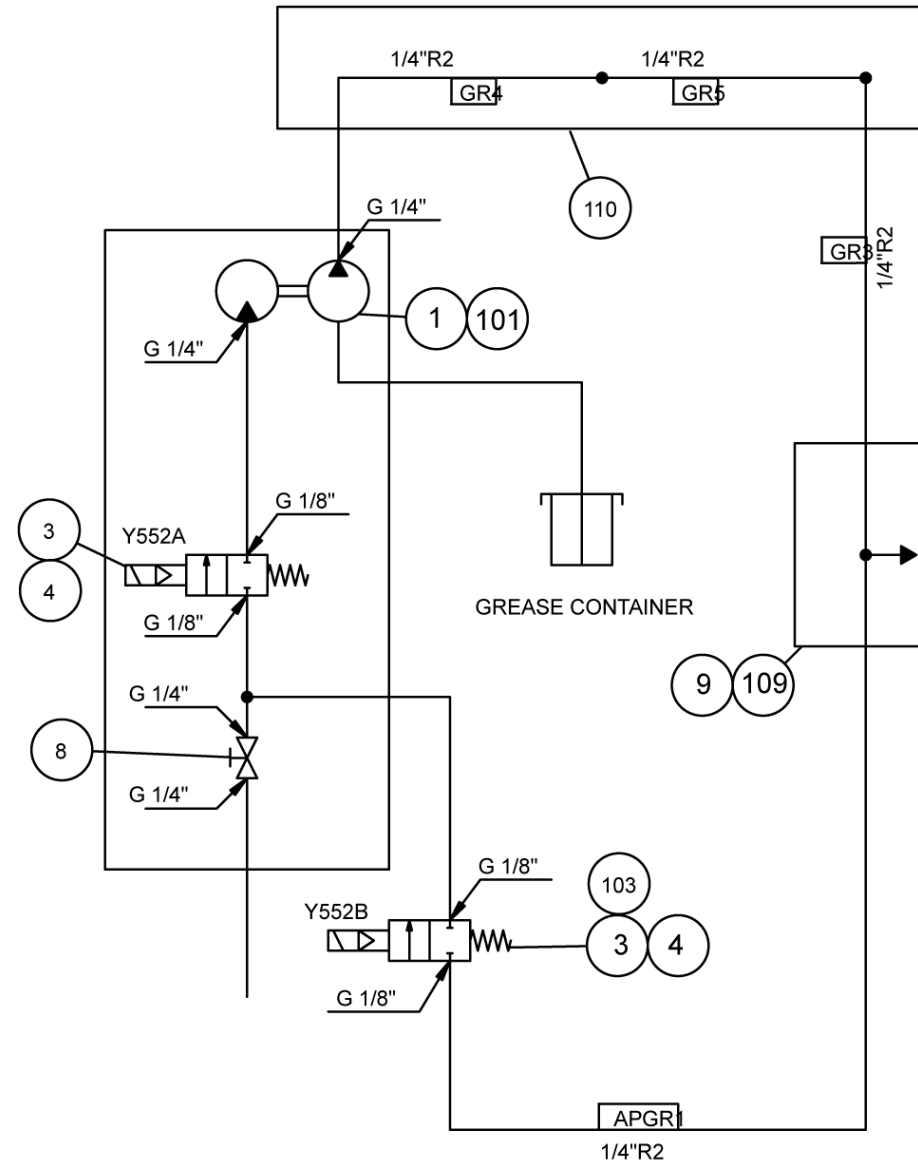 1/4"R2
1/4"R2
GR4
GR5
110
G 1/4"
GR3
1/4"R2
1
101
G 1/4"
G 1/8"
3
Y552A
4
GREASE CONTAINER
G 1/8"
9
109
G 1/4"
8
G 1/4"
G 1/8"
103
Y552B
3
4
G 1/8"
APGR1
1/4"R2